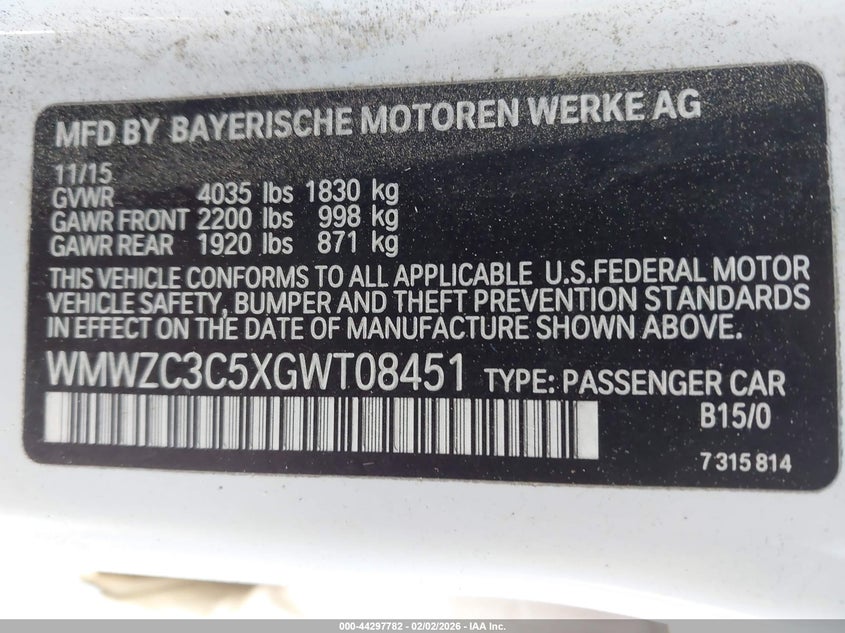 MFD BY BAYERISCHE MOTOREN WERKE AG
11/15
GVWR 4035 lbs 1830 kg
GAWR FRONT 2200 lbs 998 kg
GAWR REAR 1920 lbs 871 kg
THIS VEHICLE CONFORMS TO ALL APPLICABLE U.S.FEDERAL MOTOR
VEHICLE SAFETY, BUMPER AND THEFT PREVENTION STANDARDS
IN EFFECT ON THE DATE OF MANUFACTURE SHOWN ABOVE.
WMWZC3C5XGWT08451 TYPE: PASSENGER CAR
B15/0
7 315 814
000-44297782 - 02/02/2026 - IAA Inc.